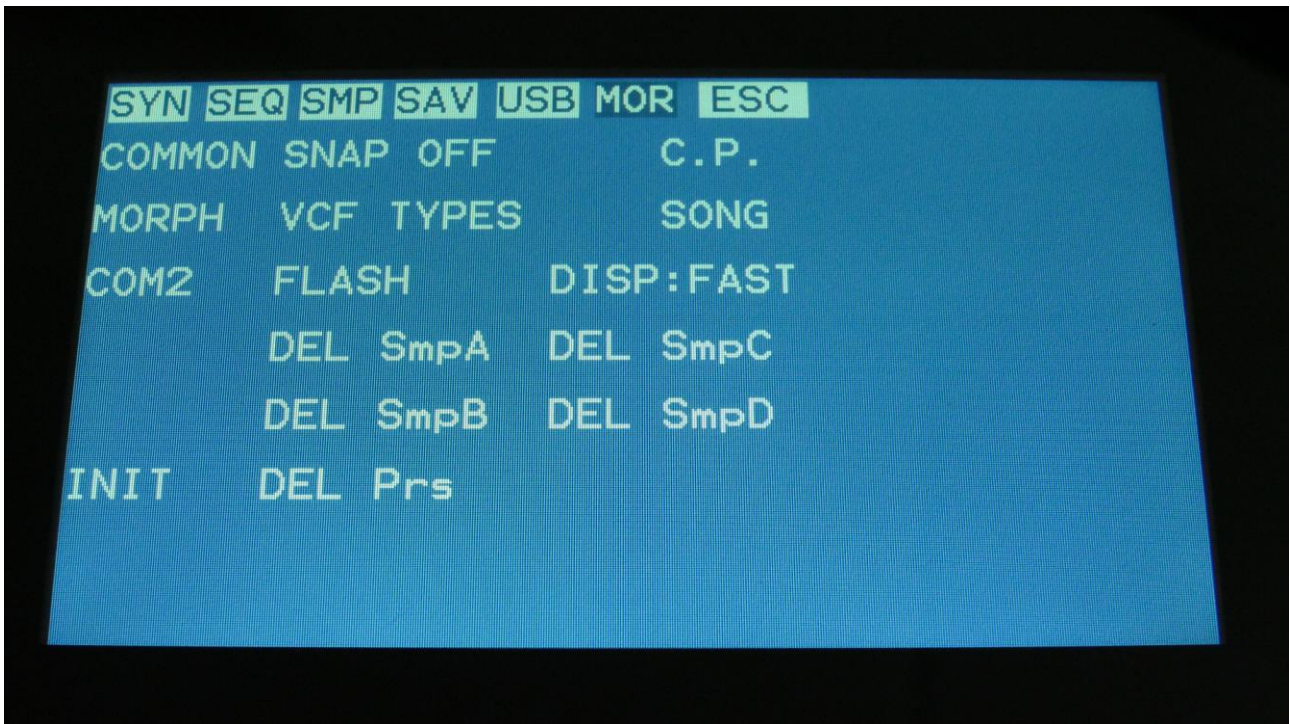 SYN SEQ SMP SAV USB MOR ESC
COMMON SNAP OFF C.P.
MORPH VCF TYPES SONG
COM2 FLASH DISP:FAST
DEL SmpA DEL SmpC
DEL SmpB DEL SmpD
INIT DEL Prs